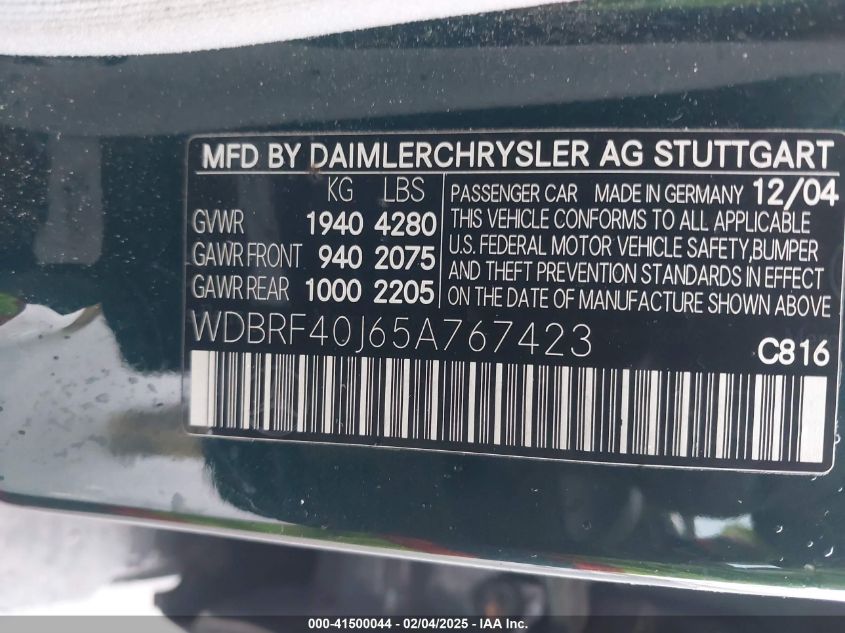 MFD BY DAIMLERCHRYSLER AG STUTTGART
KG LBS
GVWR 1940 4280
GAWR FRONT 940 2075
GAWR REAR 1000 2205
PASSENGER CAR MADE IN GERMANY 12/04
THIS VEHICLE CONFORMS TO ALL APPLICABLE
U.S. FEDERAL MOTOR VEHICLE SAFETY,BUMPER
AND THEFT PREVENTION STANDARDS IN EFFECT
ON THE DATE OF MANUFACTURE SHOWN ABOVE
WDBRF40J65A767423
C816
000-41500044 - 02/04/2025 - IAA Inc.